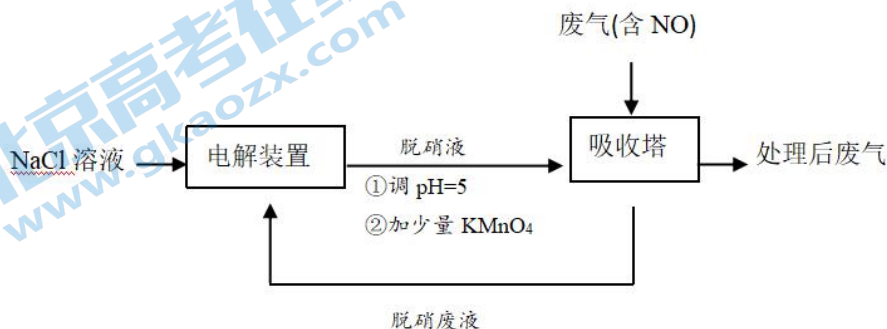 北京高考在线
www.gkaozx.com
废气(含 NO)
NaCl 溶液
电解装置
脱硝液
①调 pH=5
②加少量 KMnO₄
吸收塔
处理后废气
脱硝废液